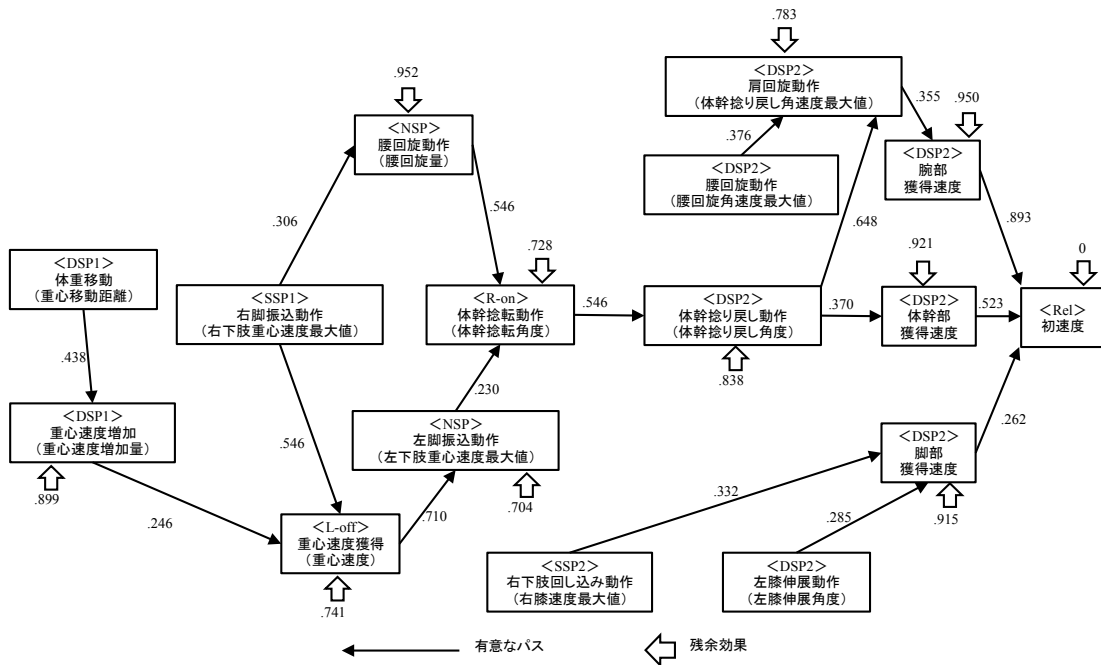 .783
<DSP2>
肩回旋動作
(体幹捻り戻し角速度最大値)
.952
<NSP>
腰回旋動作
(腰回旋量)
.355
.950
.376
<DSP2>
腰回旋動作
(腰回旋角速度最大値)
<DSP2>
腕部
獲得速度
.306
.546
.648
.893
<DSP1>
体重移動
(重心移動距離)
.728
.921
0
<SSP1>
右脚振込動作
(右下肢重心速度最大値)
<R-on>
体幹捻転動作
(体幹捻転角度)
.546
<DSP2>
体幹捻り戻し動作
(体幹捻り戻し角度)
.370
<DSP2>
体幹部
獲得速度
.523
<Rel>
初速度
.438
.838
.230
<DSP1>
重心速度増加
(重心速度増加量)
.546
<NSP>
左脚振込動作
(左下肢重心速度最大値)
.262
<DSP2>
脚部
獲得速度
.899
.704
.332
.915
.246
<L-off>
重心速度獲得
(重心速度)
.710
.285
<SSP2>
右下肢回し込み動作
(右膝速度最大値)
<DSP2>
左膝伸展動作
(左膝伸展角度)
.741
有意なパス
残余効果